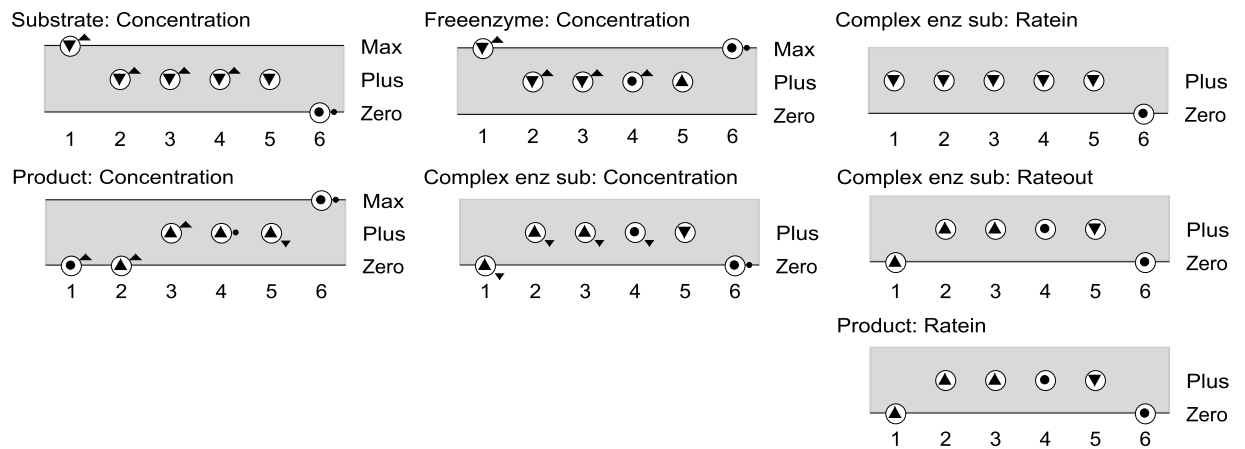 Substrate: Concentration
Max
Plus
Zero
1 2 3 4 5 6
Freeenzyme: Concentration
Max
Plus
Zero
1 2 3 4 5 6
Complex enz sub: Ratein
Plus
Zero
1 2 3 4 5 6
Product: Concentration
Max
Plus
Zero
1 2 3 4 5 6
Complex enz sub: Concentration
Plus
Zero
1 2 3 4 5 6
Complex enz sub: Rateout
Plus
Zero
1 2 3 4 5 6
Product: Ratein
Plus
Zero
1 2 3 4 5 6